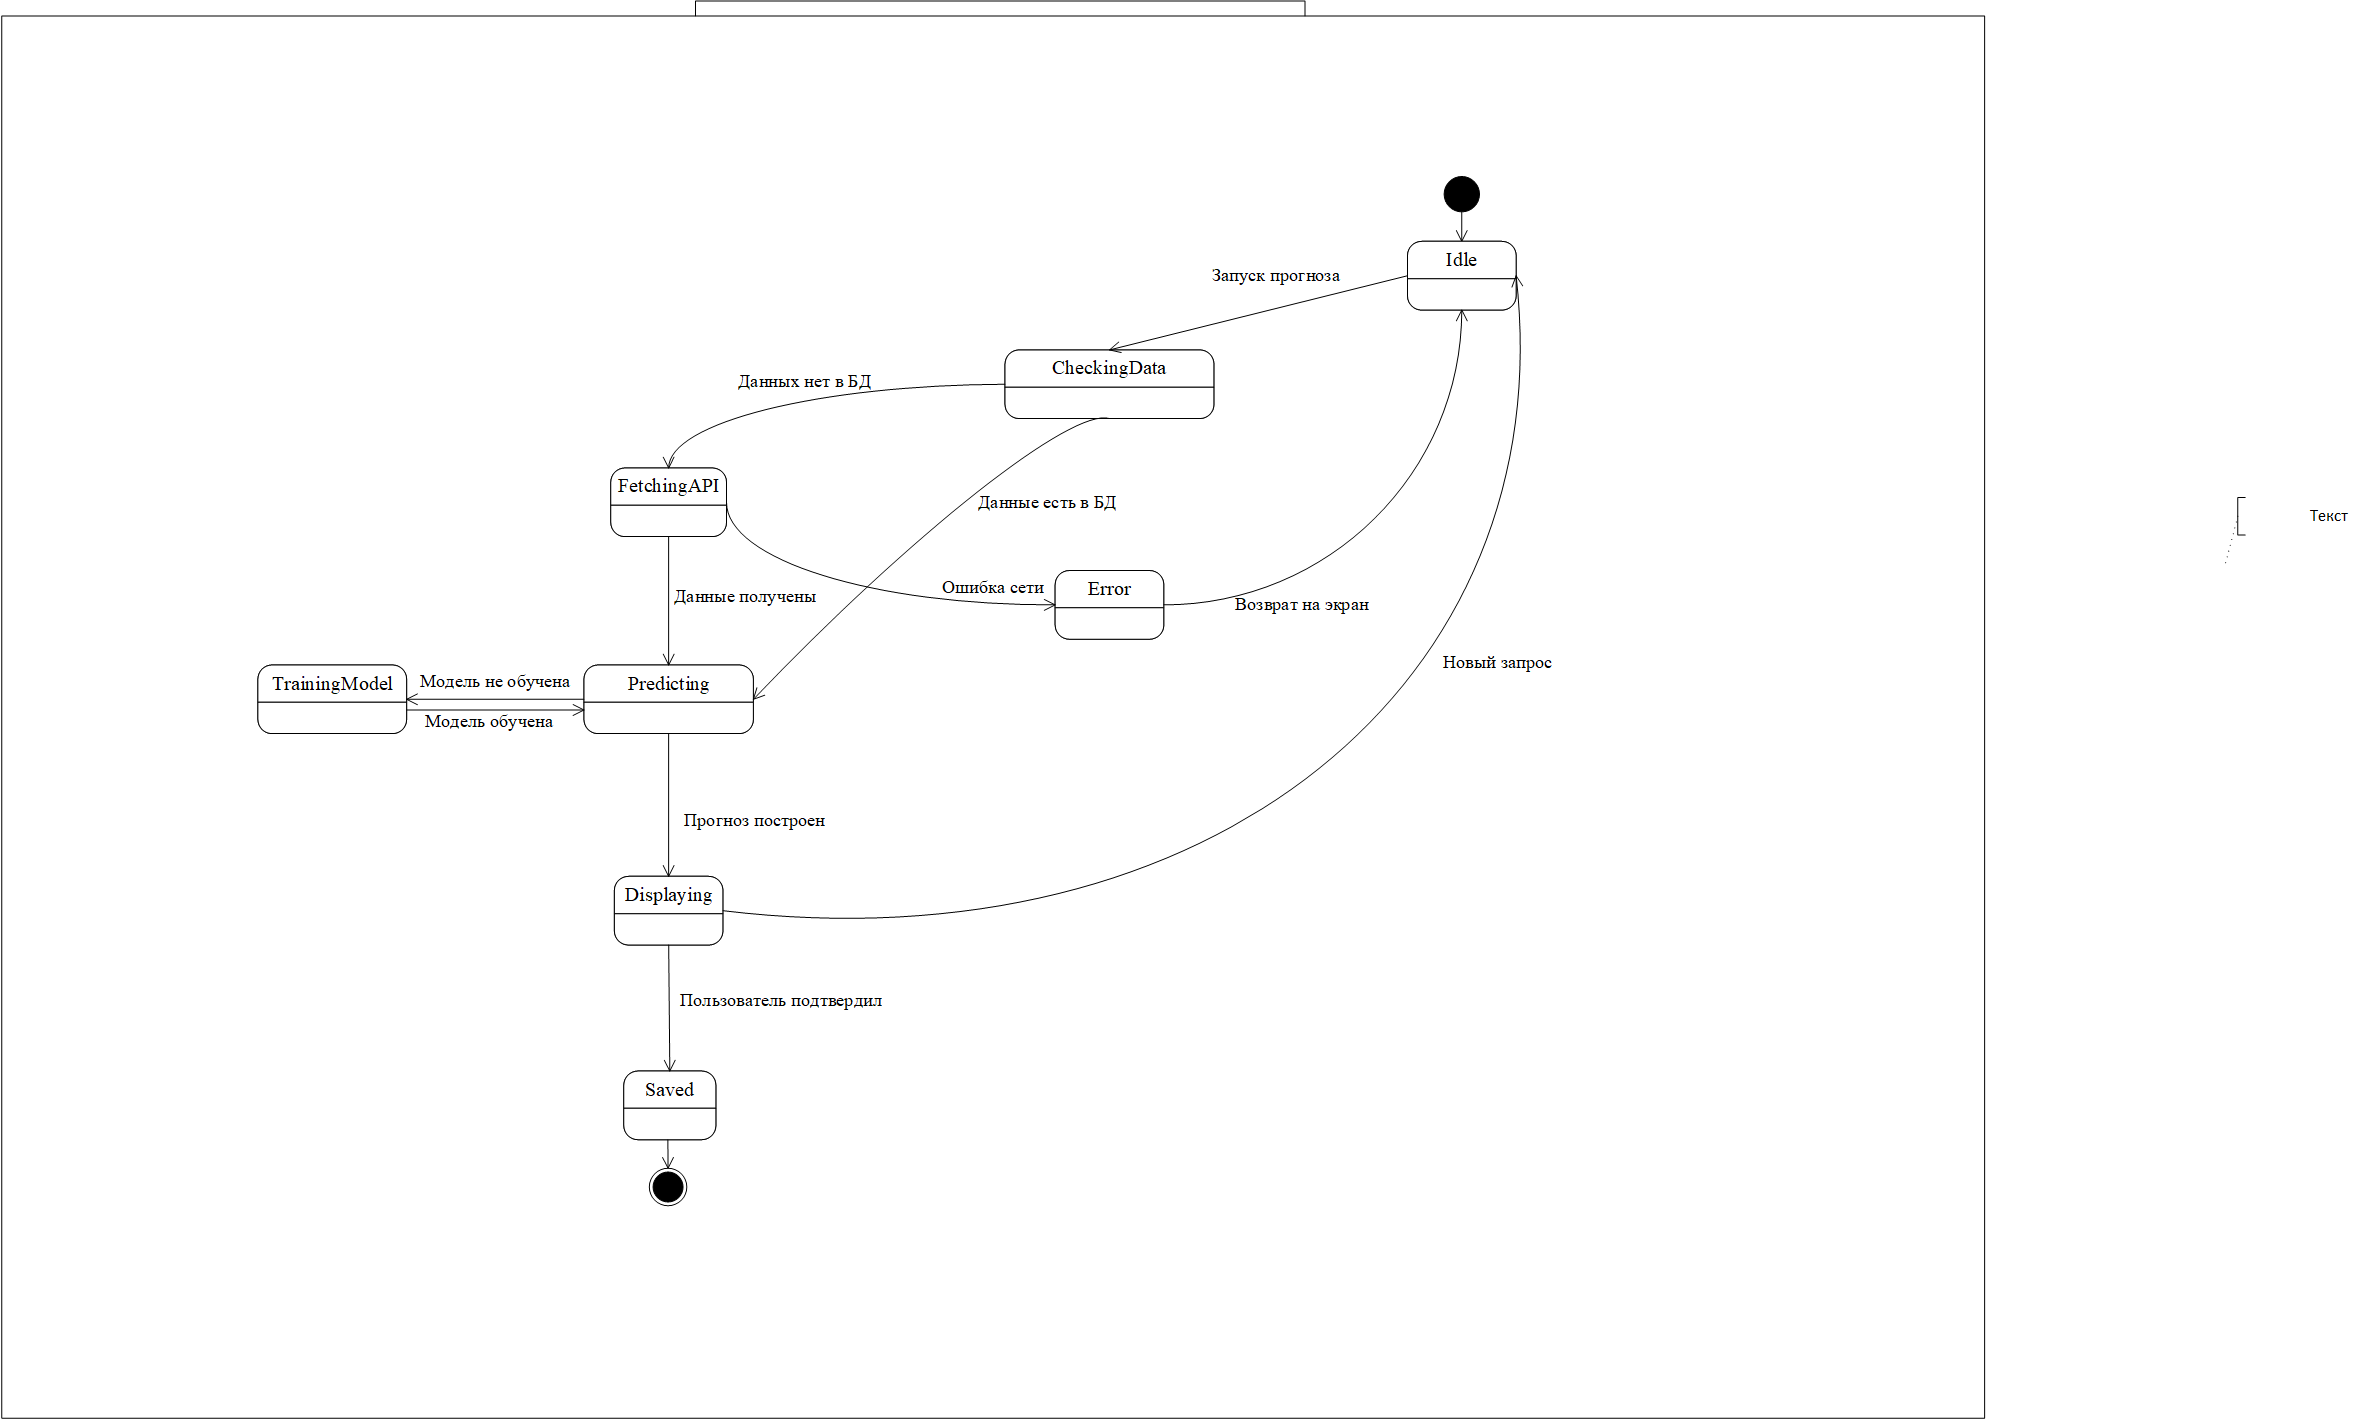 Idle
Запуск прогноза
CheckingData
Данных нет в БД
FetchingAPI
Данные есть в БД
Текст
Ошибка сети
Error
Данные получены
Возврат на экран
Новый запрос
TrainingModel
Модель не обучена
Predicting
Модель обучена
Прогноз построен
Displaying
Пользователь подтвердил
Saved